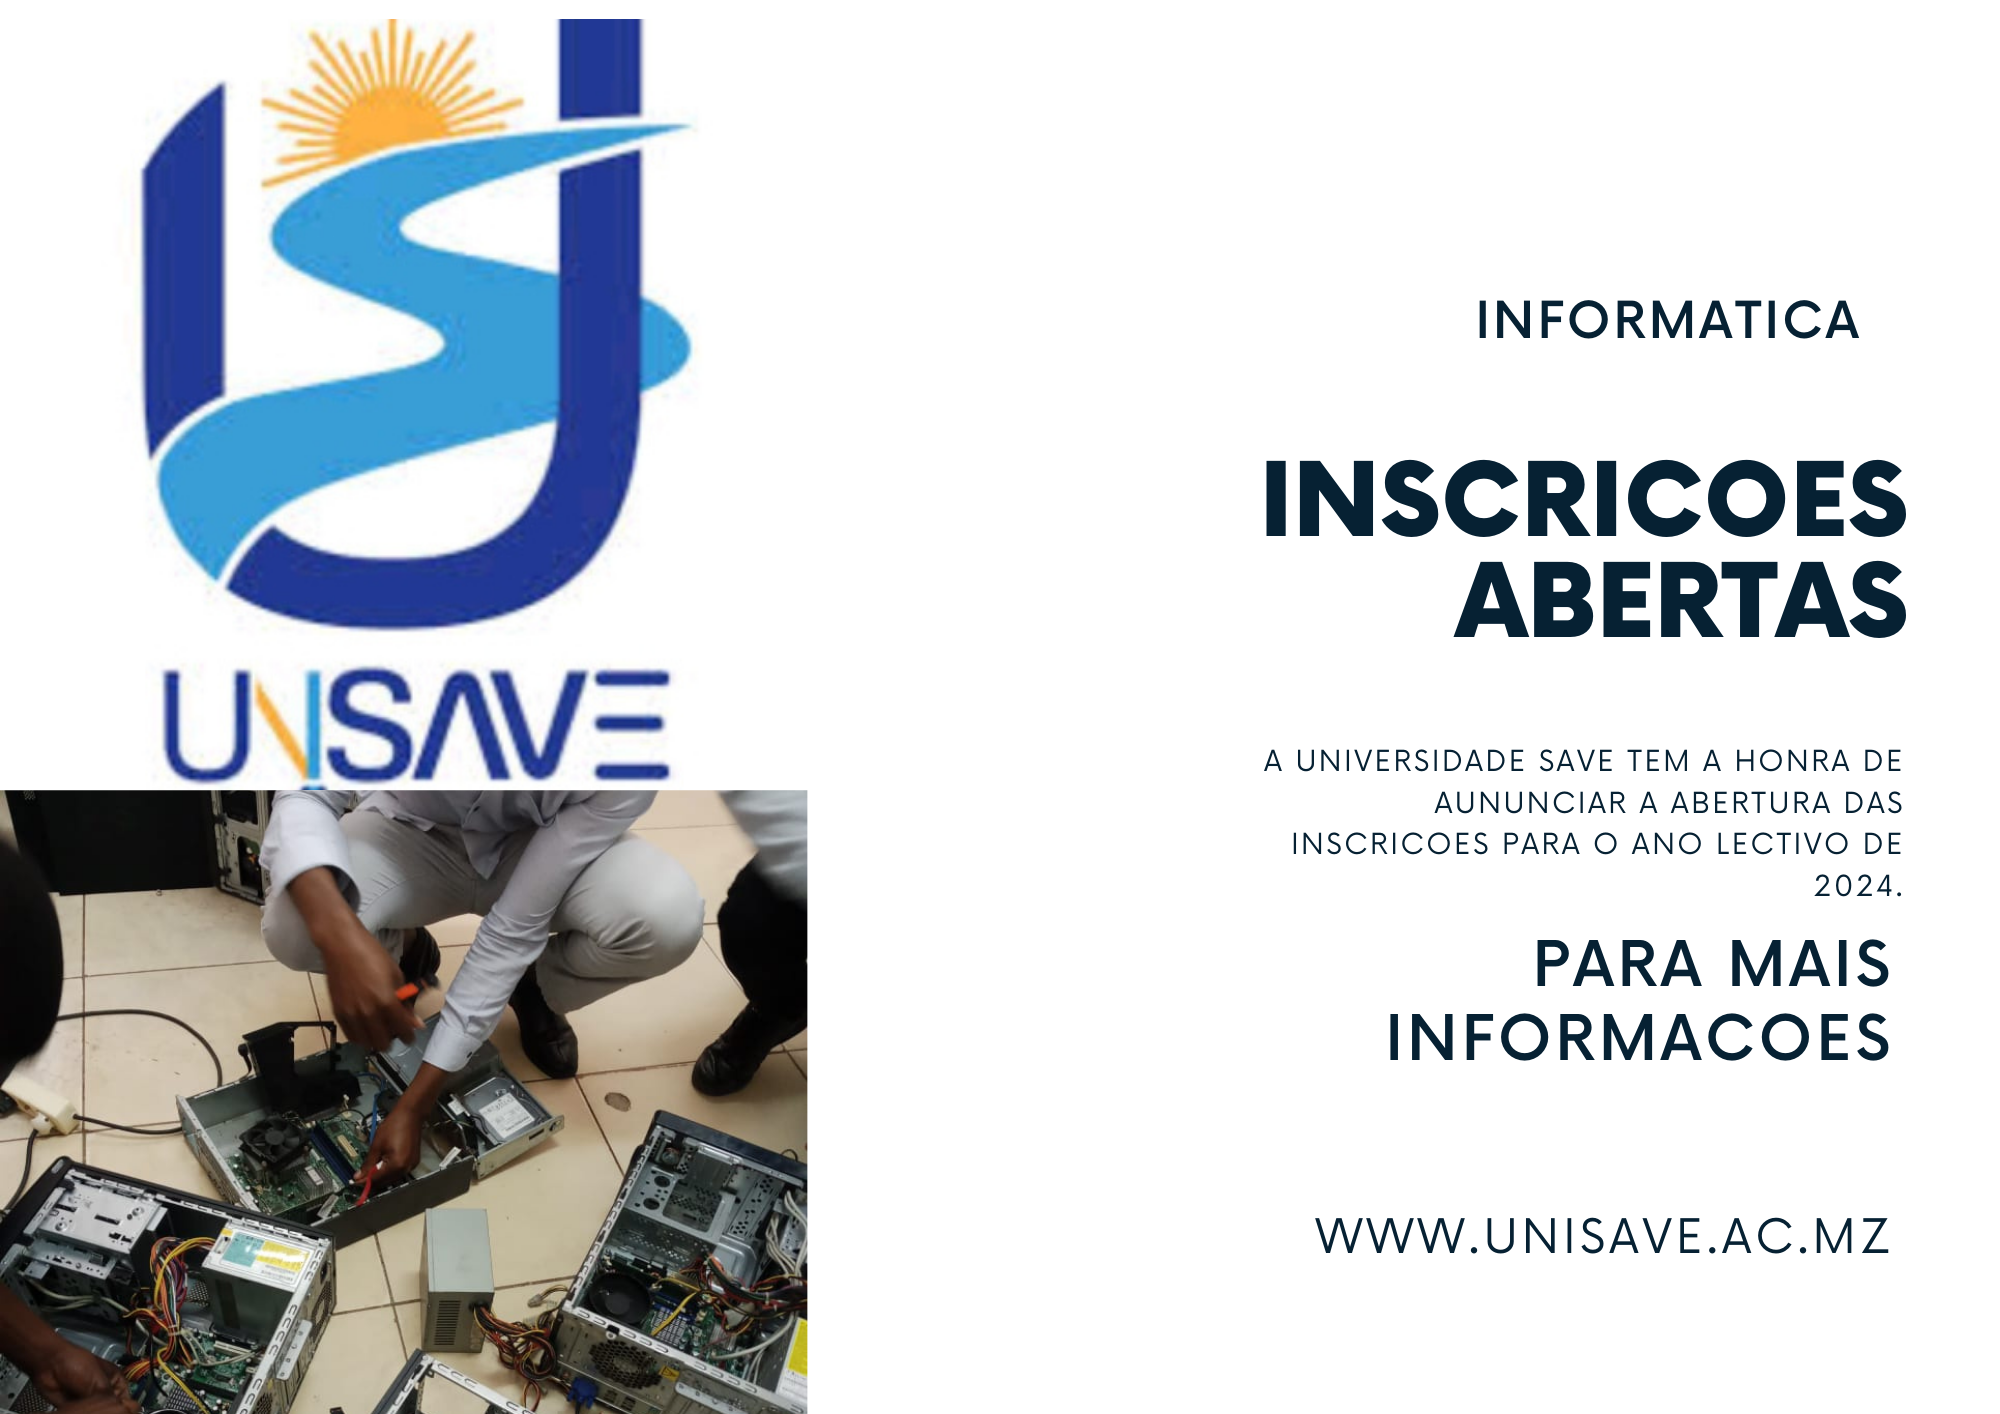 UNISAVE
INFORMATICA
INSCRICOES
ABERTAS
A UNIVERSIDADE SAVE TEM A HONRA DE
AUNUNCIAR A ABERTURA DAS
INSCRICOES PARA O ANO LECTIVO DE
2024.
PARA MAIS
INFORMACOES
WWW.UNISAVE.AC.MZ